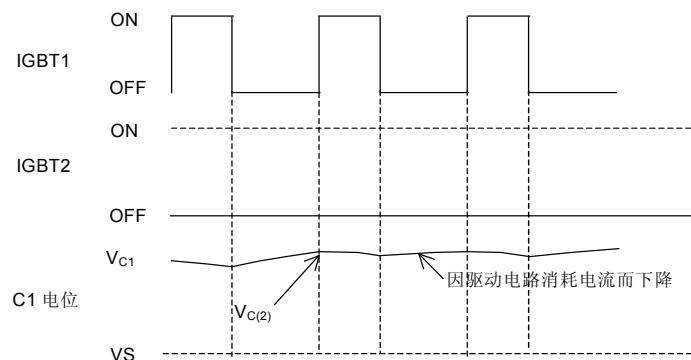 ON
IGBT1
OFF
ON
IGBT2
OFF
VC1
因驱动电路消耗电流而下降
C1 电位
VC(2)
VS